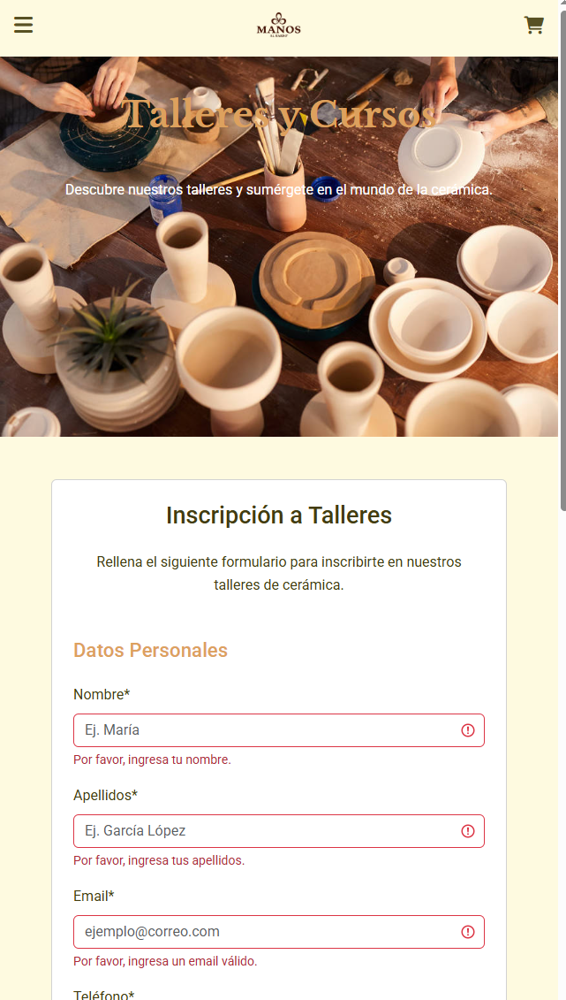 MANOS
Talleres y Cursos
Descubre nuestros talleres y sumérgete en el mundo de la cerámica.
Inscripción a Talleres
Rellena el siguiente formulario para inscribirte en nuestros
talleres de cerámica.
Datos Personales
Nombre*
Ej. María
Por favor, ingresa tu nombre.
Apellidos*
Ej. García López
Por favor, ingresa tus apellidos.
Email*
ejemplo@correo.com
Por favor, ingresa un email válido.
Teléfono*